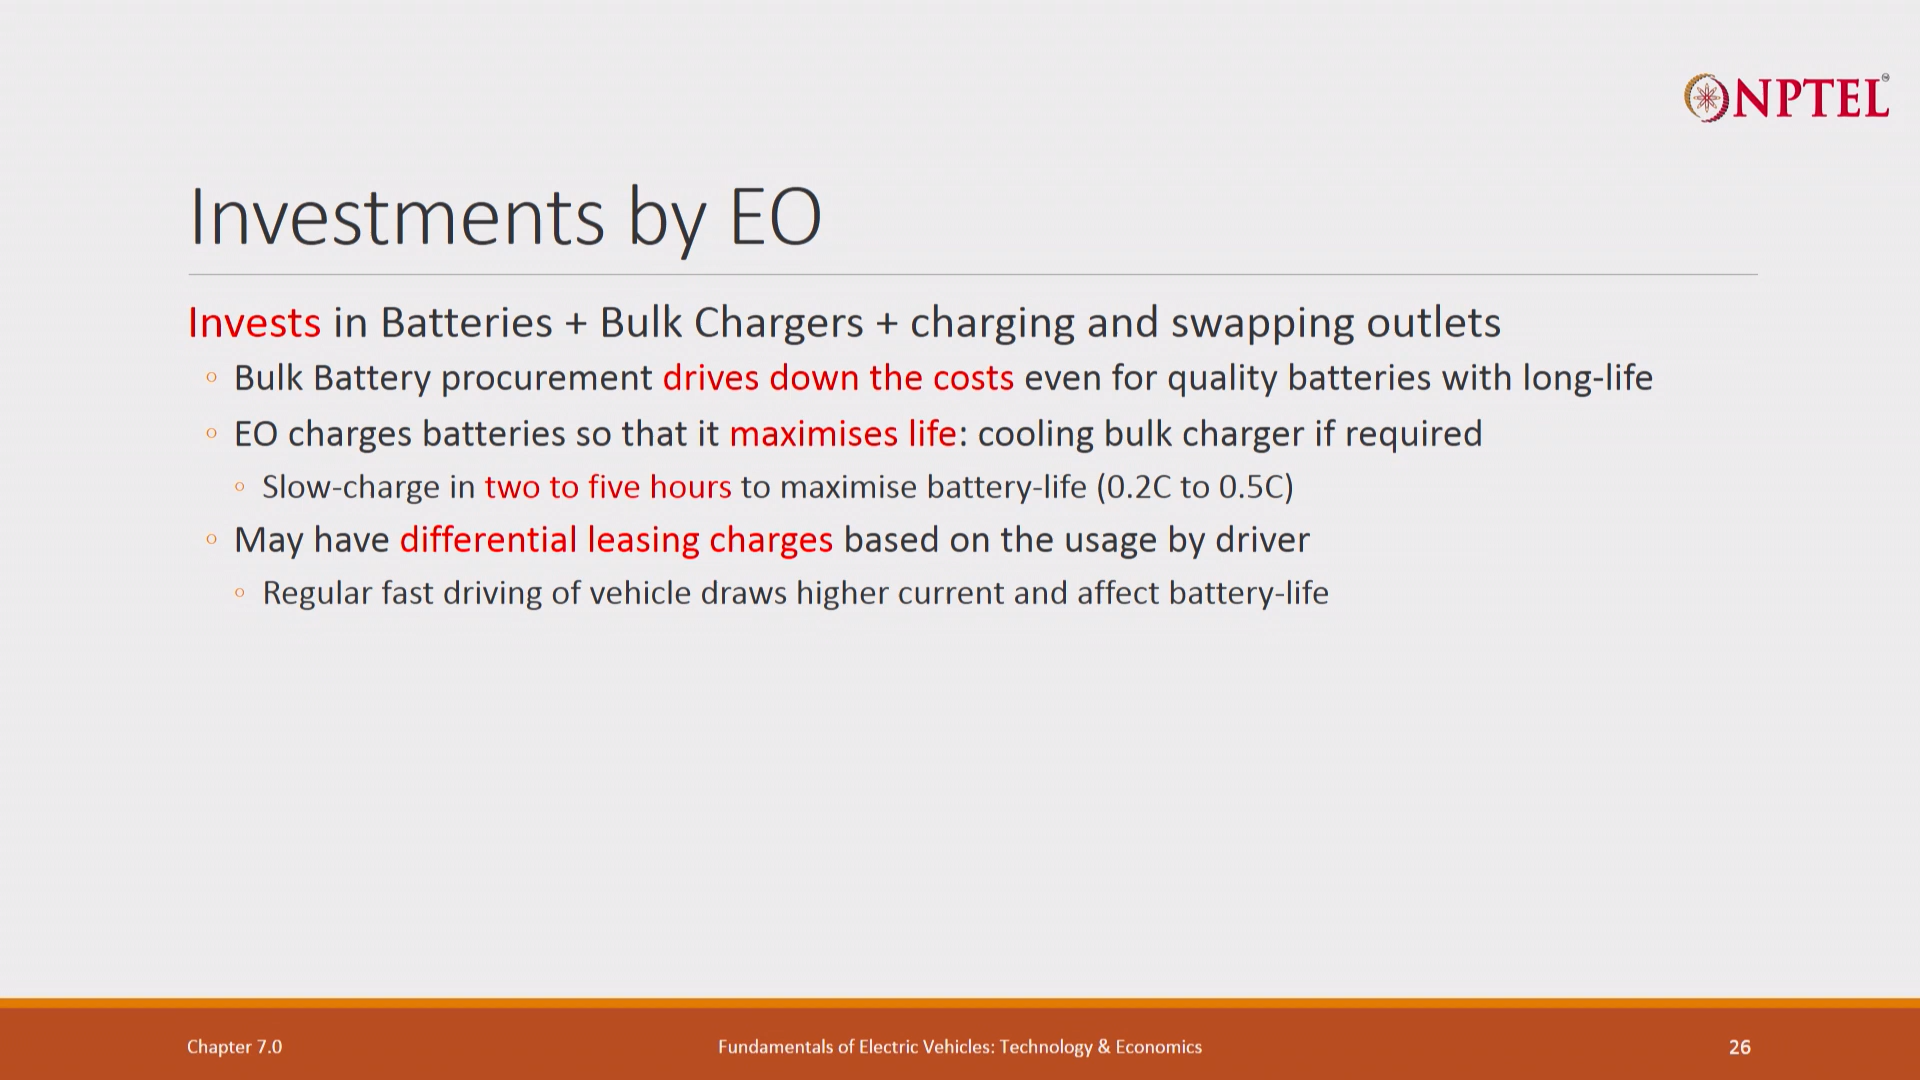 NPTEL
Investments by EO
Invests in Batteries + Bulk Chargers + charging and swapping outlets
Bulk Battery procurement drives down the costs even for quality batteries with long-life
EO charges batteries so that it maximises life: cooling bulk charger if required
Slow-charge in two to five hours to maximise battery-life (0.2C to 0.5C)
May have differential leasing charges based on the usage by driver
Regular fast driving of vehicle draws higher current and affect battery-life
Chapter 7.0
Fundamentals of Electric Vehicles: Technology & Economics
26